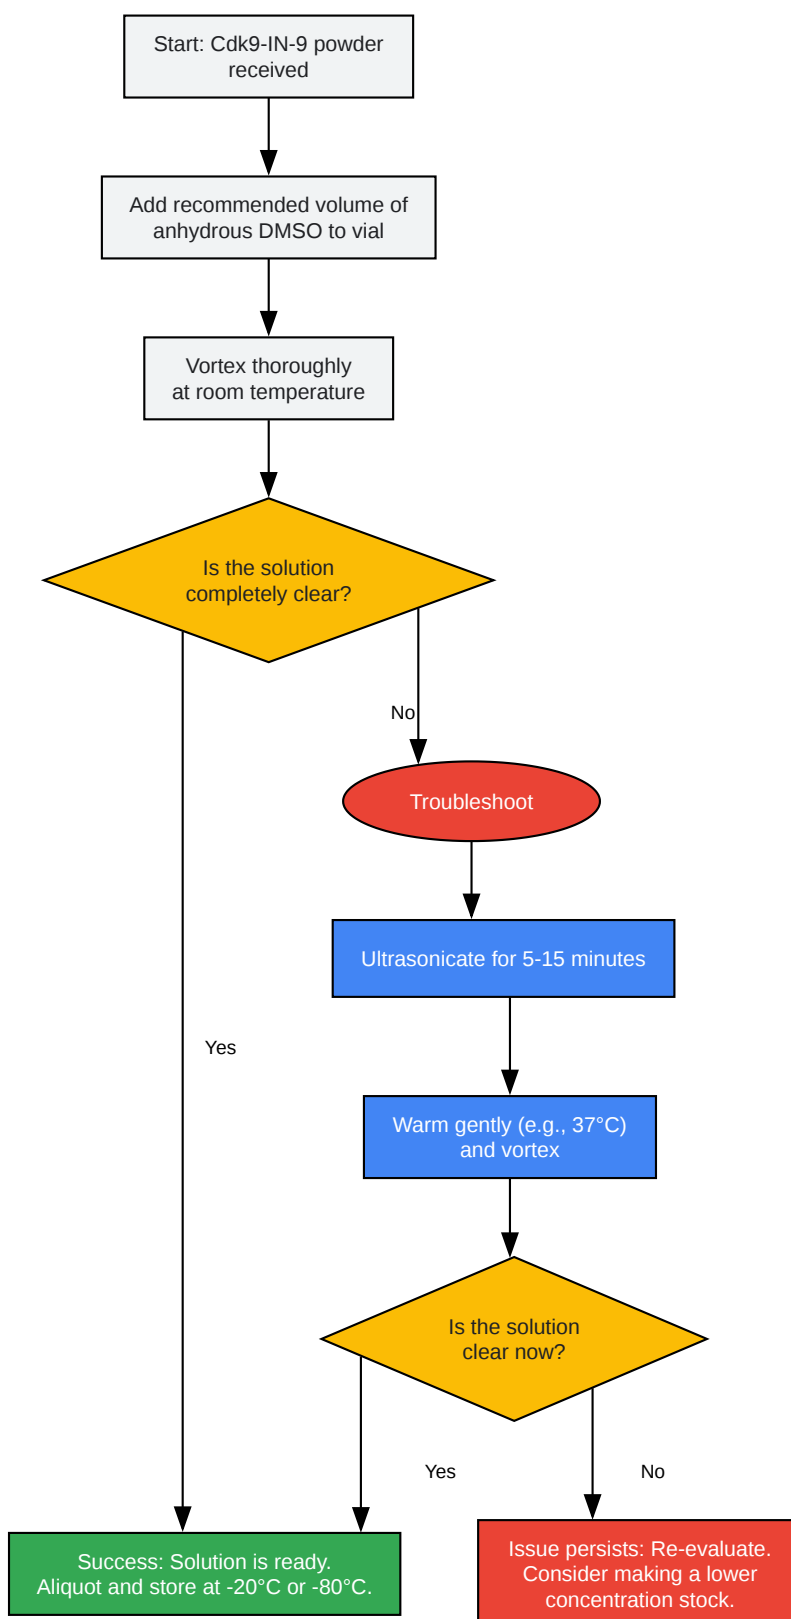 Start: Cdk9-IN-9 powder
received
Add recommended volume of
anhydrous DMSO to vial
Vortex thoroughly
at room temperature
Is the solution
completely clear?
No
Troubleshoot
Ultrasonicate for 5-15 minutes
Yes
Warm gently (e.g., 37°C)
and vortex
Is the solution
clear now?
Yes
No
Success: Solution is ready.
Aliquot and store at -20°C or -80°C.
Issue persists: Re-evaluate.
Consider making a lower
concentration stock.